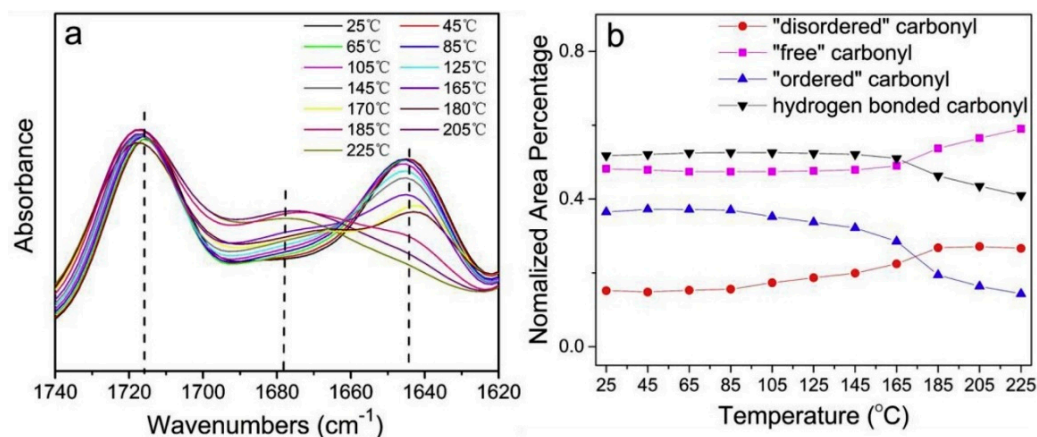 a
25℃ 45℃
65℃ 85℃
105℃ 125℃
145℃ 165℃
170℃ 180℃
185℃ 205℃
225℃
Absorbance
1740 1720 1700 1680 1660 1640 1620
Wavenumbers (cm⁻¹)
b
"disordered" carbonyl
"free" carbonyl
"ordered" carbonyl
hydrogen bonded carbonyl
Nomalized Area Percentage
0.8
0.4
0.0
25 45 65 85 105 125 145 165 185 205 225
Temperature (°C)